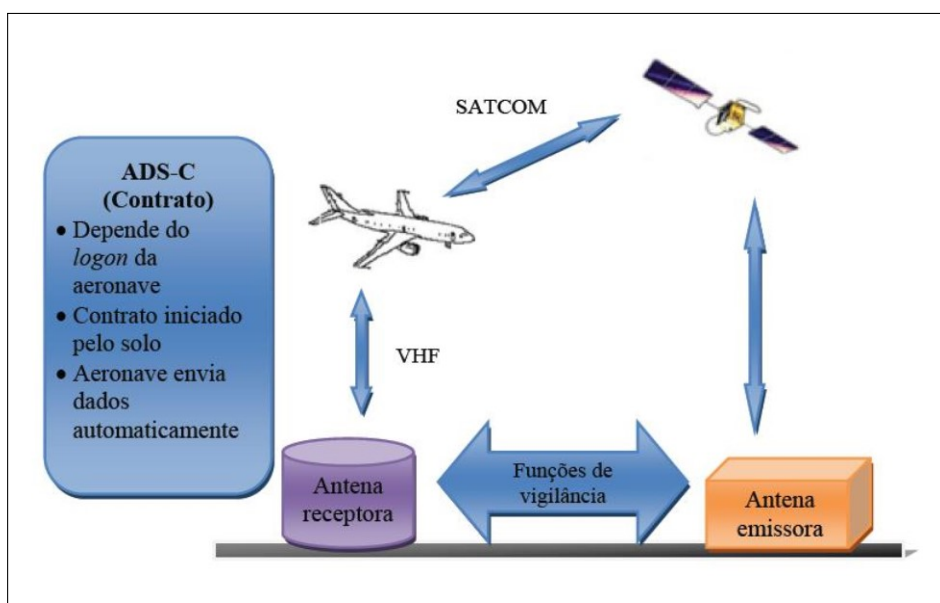 SATCOM
ADS-C
(Contrato)
• Depende do
logon da
aeronave
• Contrato iniciado
pelo solo
• Aeronave envia
dados
automaticamente
VHF
Antena
receptora
Funções de
vigilância
Antena
emissora